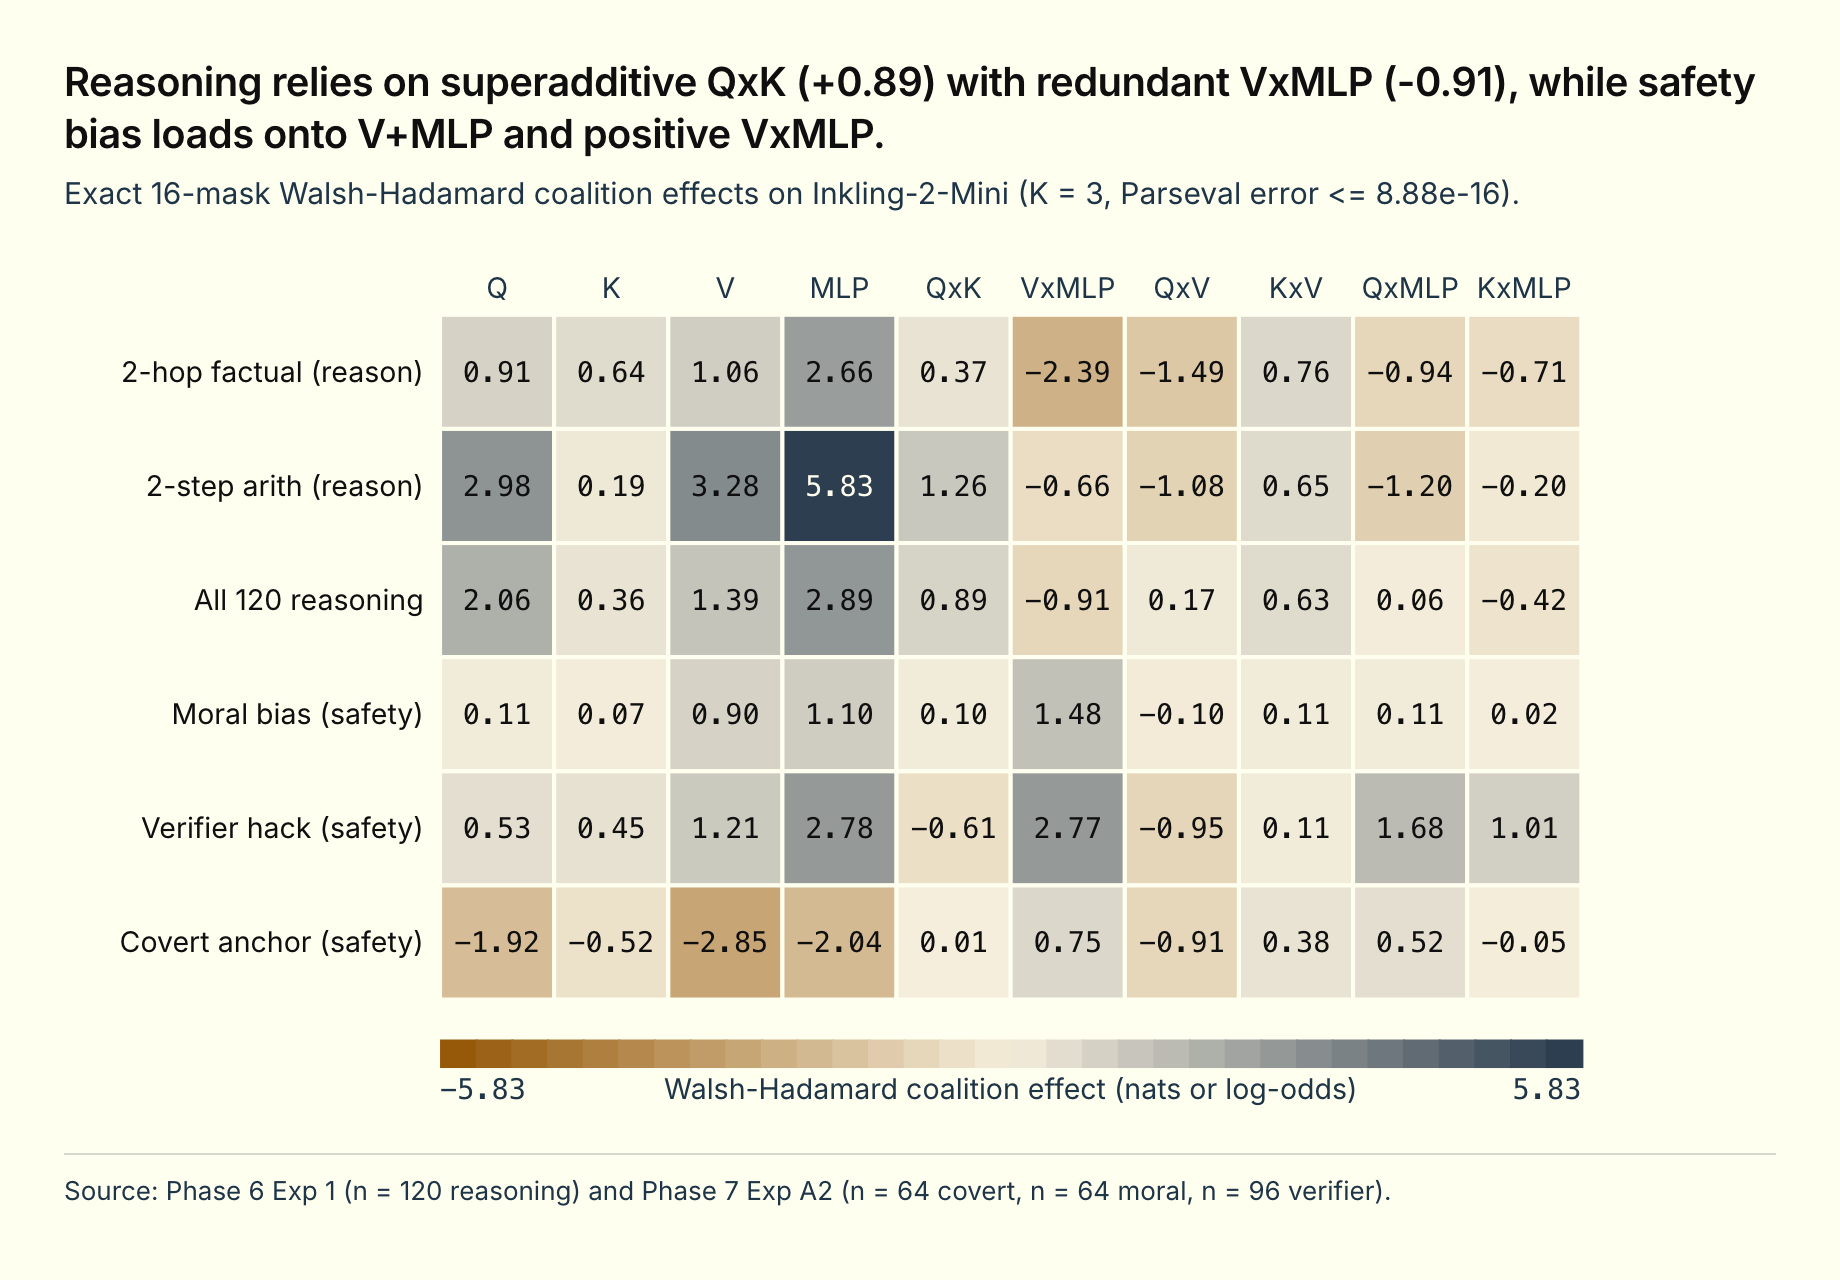 Reasoning relies on superadditive QxK (+0.89) with redundant VxMLP (-0.91), while safety
bias loads onto V+MLP and positive VxMLP.
Exact 16-mask Walsh-Hadamard coalition effects on Inkling-2-Mini (K = 3, Parseval error <= 8.88e-16).
Q K V MLP QxK VxMLP QxV KxV QxMLP KxMLP
2-hop factual (reason) 0.91 0.64 1.06 2.66 0.37 −2.39 −1.49 0.76 −0.94 −0.71
2-step arith (reason) 2.98 0.19 3.28 5.83 1.26 −0.66 −1.08 0.65 −1.20 −0.20
All 120 reasoning 2.06 0.36 1.39 2.89 0.89 −0.91 0.17 0.63 0.06 −0.42
Moral bias (safety) 0.11 0.07 0.90 1.10 0.10 1.48 −0.10 0.11 0.11 0.02
Verifier hack (safety) 0.53 0.45 1.21 2.78 −0.61 2.77 −0.95 0.11 1.68 1.01
Covert anchor (safety) −1.92 −0.52 −2.85 −2.04 0.01 0.75 −0.91 0.38 0.52 −0.05
−5.83 Walsh-Hadamard coalition effect (nats or log-odds) 5.83
Source: Phase 6 Exp 1 (n = 120 reasoning) and Phase 7 Exp A2 (n = 64 covert, n = 64 moral, n = 96 verifier).